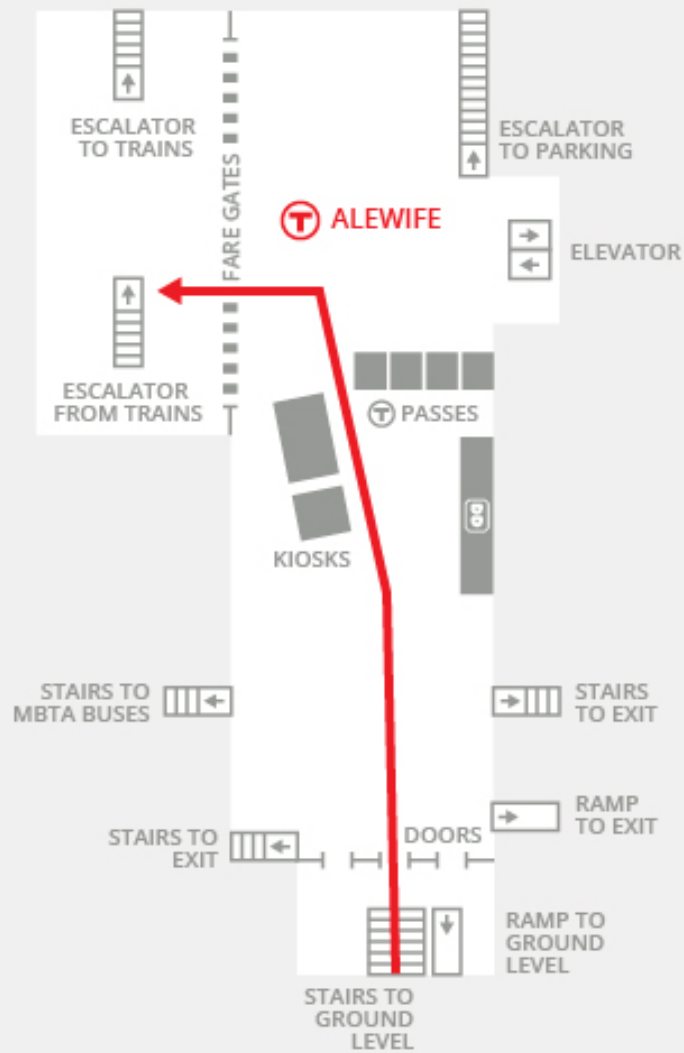 ESCALATOR
TO TRAINS
FARE GATES
ESCALATOR
TO PARKING
T ALEWIFE
ELEVATOR
ESCALATOR
FROM TRAINS
T PASSES
KIOSKS
STAIRS TO
MBTA BUSES
STAIRS
TO EXIT
RAMP
TO EXIT
STAIRS TO
EXIT
DOORS
RAMP TO
GROUND
LEVEL
STAIRS TO
GROUND
LEVEL